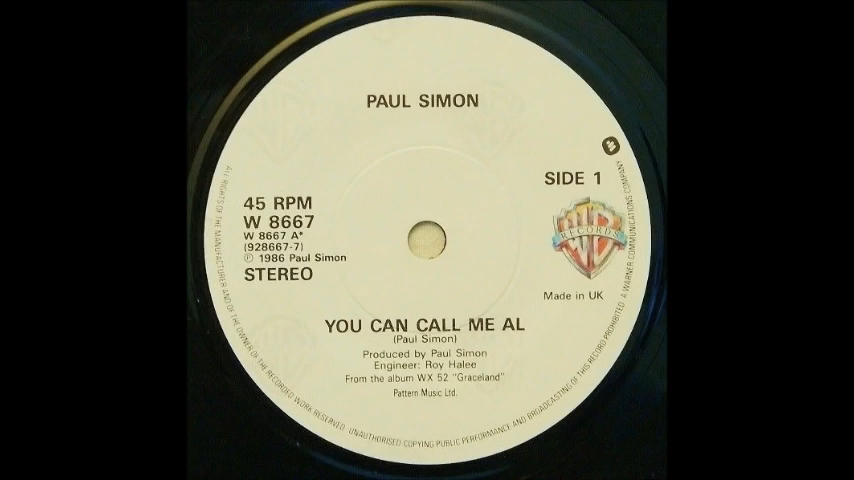 PAUL SIMON
SIDE 1
45 RPM
W 8667
W 8667 A*
(928667-7)
℗ 1986 Paul Simon
STEREO
WB
RECORDS
Made in UK
YOU CAN CALL ME AL
(Paul Simon)
Produced by Paul Simon
Engineer: Roy Halee
From the album WX 52 "Graceland"
Pattern Music Ltd.
ALL RIGHTS OF THE MANUFACTURER AND OF THE OWNER OF THE RECORDED WORK RESERVED · UNAUTHORISED COPYING PUBLIC PERFORMANCE AND BROADCASTING OF THIS RECORD PROHIBITED · A WARNER COMMUNICATIONS COMPANY